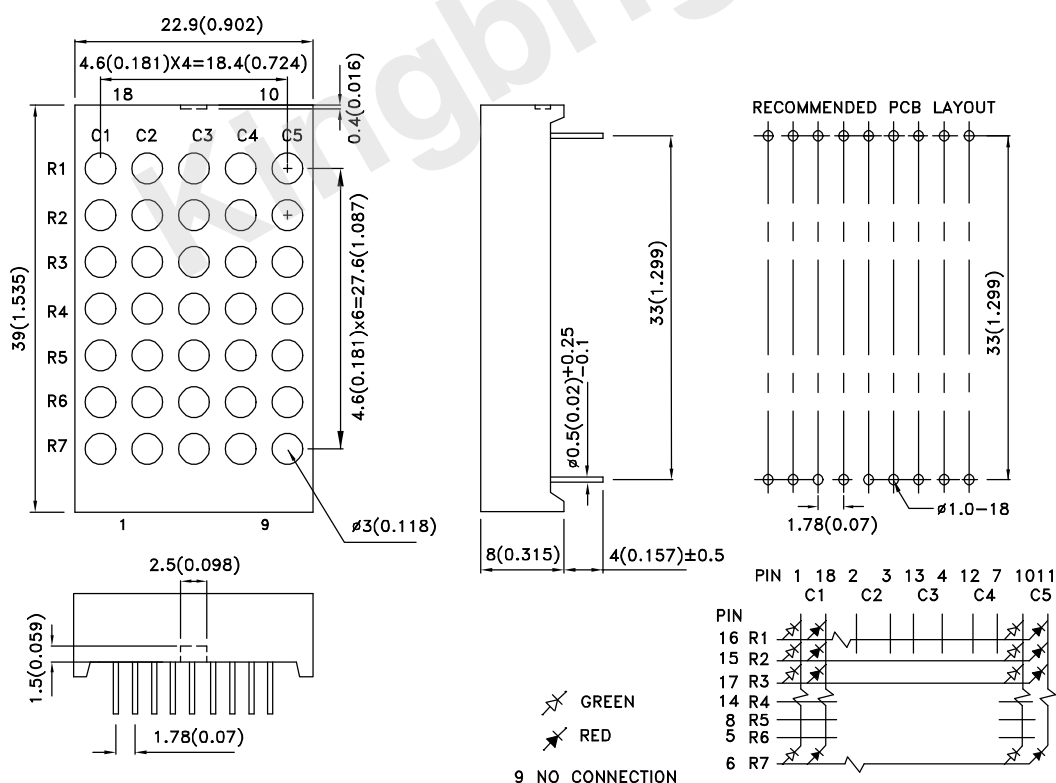 22.9(0.902)
4.6(0.181)X4=18.4(0.724)
18 10
0.4(0.016)
C1 C2 C3 C4 C5
R1
R2
R3
R4
R5
R6
R7
39(1.535)
4.6(0.181)x6=27.6(1.087)
1 9
ø3(0.118)
33(1.299)
ø0.5(0.02)+0.25
-0.1
8(0.315) 4(0.157)±0.5
RECOMMENDED PCB LAYOUT
33(1.299)
1.78(0.07)
ø1.0-18
2.5(0.098)
1.5(0.059)
1.78(0.07)
GREEN
RED
9 NO CONNECTION
PIN 1 18 2 3 13 4 12 7 1011
C1 C2 C3 C4 C5
PIN
16 R1
15 R2
17 R3
14 R4
8 R5
5 R6
6 R7
Kingbrig